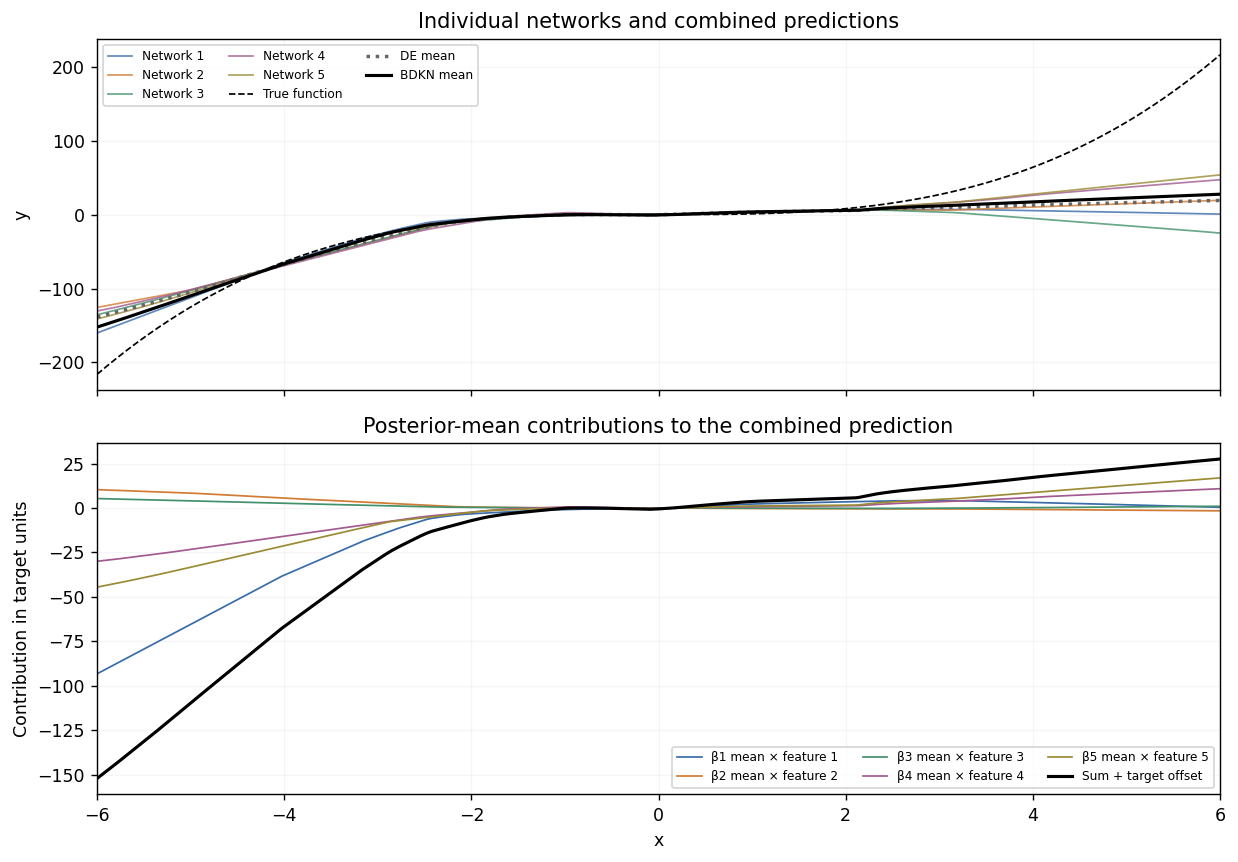 Individual networks and combined predictions
Network 1 Network 4 DE mean
Network 2 Network 5 BDKN mean
Network 3 True function
200
100
0
−100
−200
y
Posterior-mean contributions to the combined prediction
25
0
−25
−50
−75
−100
−125
−150
Contribution in target units
β1 mean × feature 1 β3 mean × feature 3 β5 mean × feature 5
β2 mean × feature 2 β4 mean × feature 4 Sum + target offset
−6 −4 −2 0 2 4 6
x